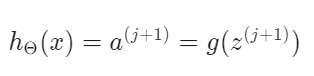 h_Θ(x) = a^{(j+1)} = g(z^{(j+1)})